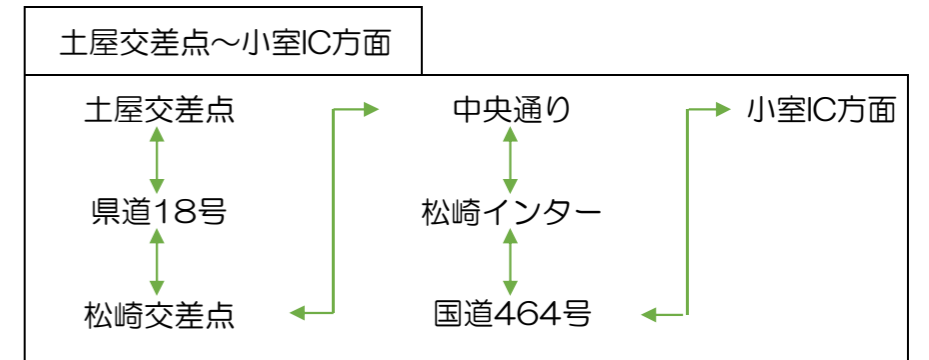 土屋交差点～小室IC方面
土屋交差点
県道18号
松崎交差点
中央通り
松崎インター
国道464号
小室IC方面